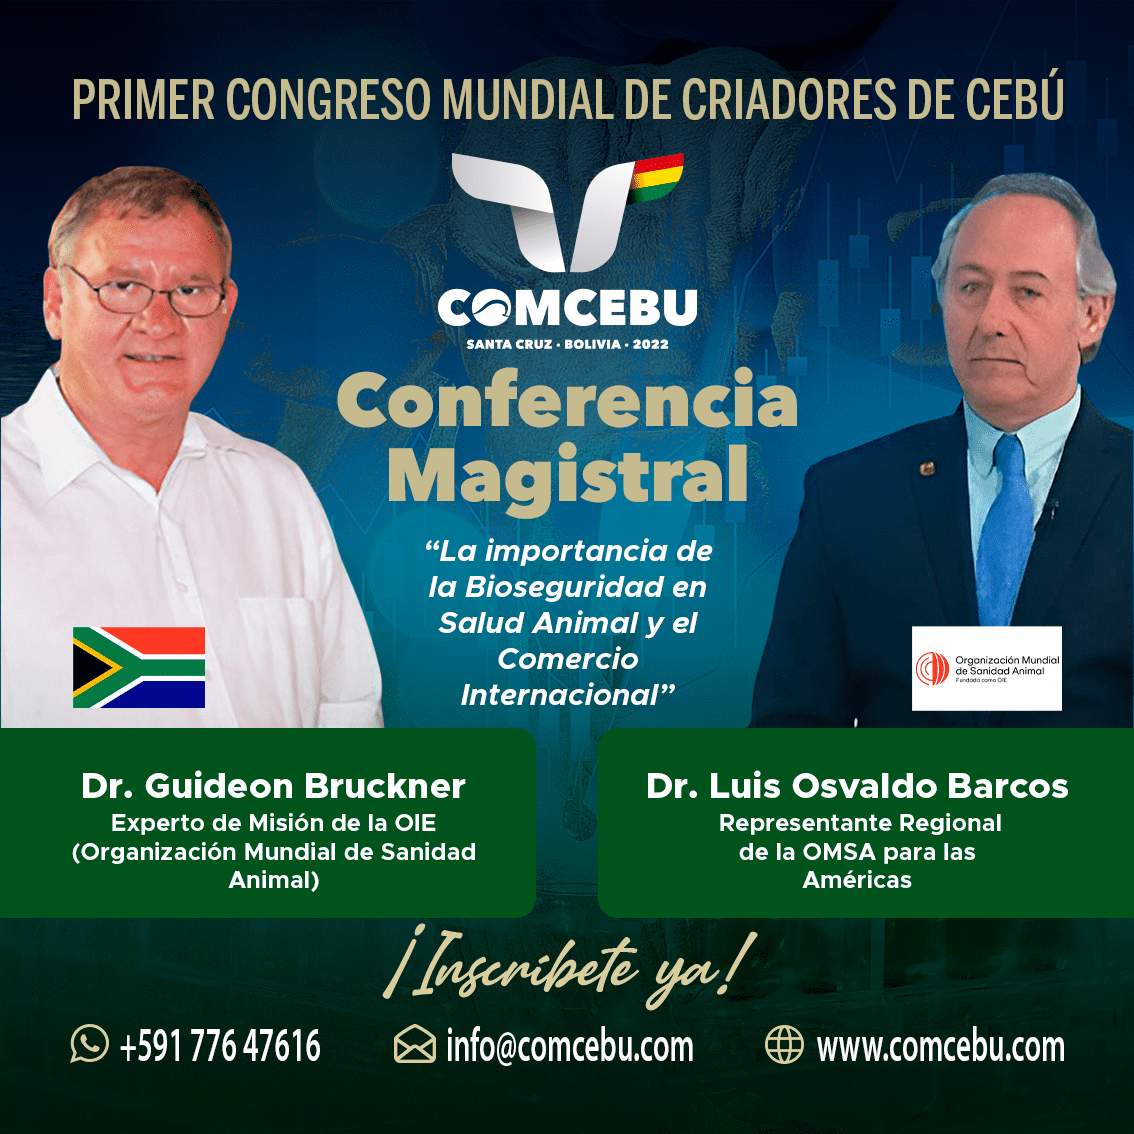 PRIMER CONGRESO MUNDIAL DE CRIADORES DE CEBÚ
COMCEBU
SANTA CRUZ · BOLIVIA · 2022
Conferencia
Magistral
“La importancia de
la Bioseguridad en
Salud Animal y el
Comercio
Internacional”
Organización Mundial
de Sanidad Animal
Fundada como OIE
Dr. Guideon Bruckner
Experto de Misión de la OIE
(Organización Mundial de Sanidad
Animal)
Dr. Luis Osvaldo Barcos
Representante Regional
de la OMSA para las
Américas
¡Inscríbete ya!
+591 776 47616
info@comcebu.com
www.comcebu.com